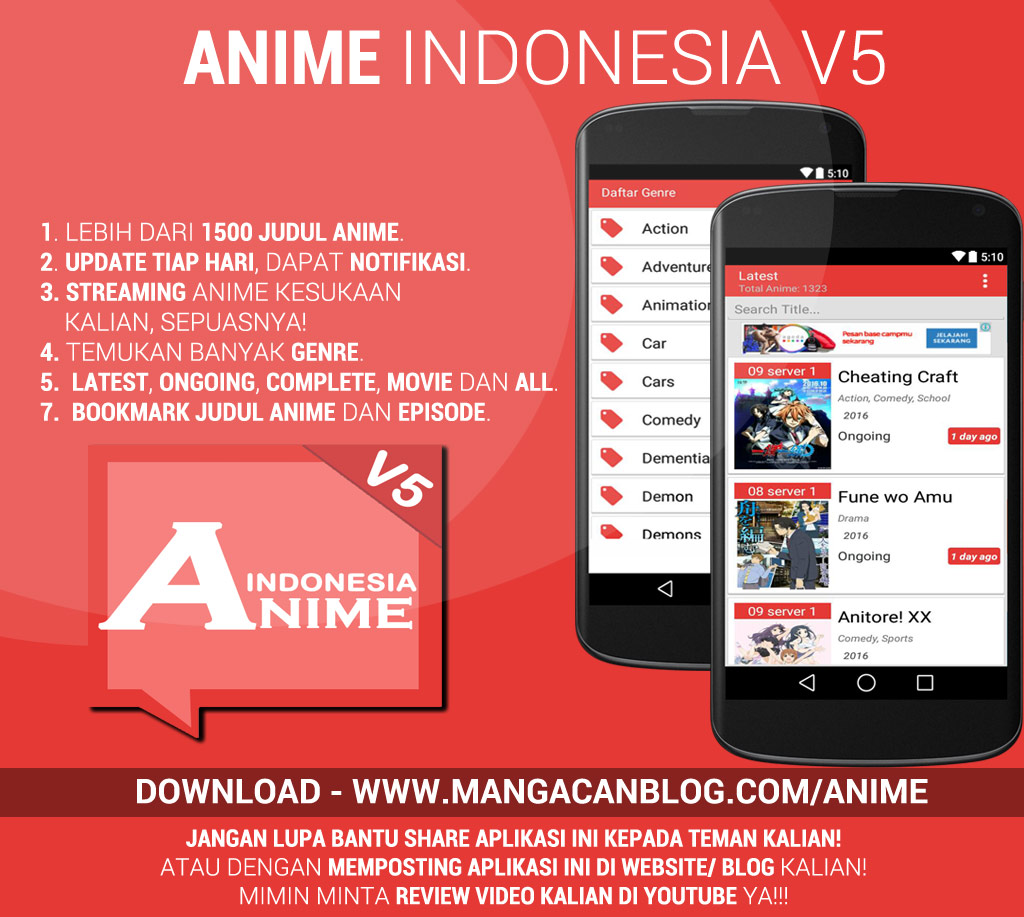 ANIME INDONESIA V5
1. LEBIH DARI 1500 JUDUL ANIME.
2. UPDATE TIAP HARI, DAPAT NOTIFIKASI.
3. STREAMING ANIME KESUKAAN
KALIAN, SEPUASNYA!
4. TEMUKAN BANYAK GENRE.
5. LATEST, ONGOING, COMPLETE, MOVIE DAN ALL.
7. BOOKMARK JUDUL ANIME DAN EPISODE.
V5
INDONESIA
ANIME
5:10
Daftar Genre
Action
Adventure
Animation
Car
Cars
Comedy
Dementia
Demon
Demons
5:10
Latest
Total Anime: 1323
Search Title...
Pesan base campmu
sekarang
JELAJAHI
SEKARANG
09 server 1
Cheating Craft
Action, Comedy, School
2016
Ongoing
1 day ago
08 server 1
Fune wo Amu
Drama
2016
Ongoing
1 day ago
09 server 1
Anitore! XX
Comedy, Sports
2016
DOWNLOAD - WWW.MANGACANBLOG.COM/ANIME
JANGAN LUPA BANTU SHARE APLIKASI INI KEPADA TEMAN KALIAN!
ATAU DENGAN MEMPOSTING APLIKASI INI DI WEBSITE/ BLOG KALIAN!
MIMIN MINTA REVIEW VIDEO KALIAN DI YOUTUBE YA!!!